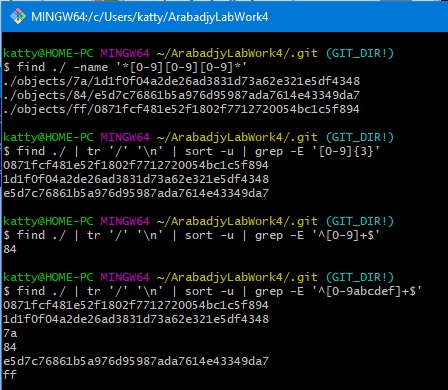 MINGW64:/c/Users/katty/ArabadjyLabWork4
katty@HOME-PC MINGW64 ~/ArabadjyLabWork4/.git (GIT_DIR!)
$ find ./ -name '*[0-9][0-9][0-9]*'
./objects/7a/1d1f0f04a2de26ad3831d73a62e321e5df4348
./objects/84/e5d7c76861b5a976d95987ada7614e43349da7
./objects/ff/0871fcf481e52f1802f7712720054bc1c5f894
katty@HOME-PC MINGW64 ~/ArabadjyLabWork4/.git (GIT_DIR!)
$ find ./ | tr '/' '\n' | sort -u | grep -E '[0-9]{3}'
0871fcf481e52f1802f7712720054bc1c5f894
1d1f0f04a2de26ad3831d73a62e321e5df4348
e5d7c76861b5a976d95987ada7614e43349da7
katty@HOME-PC MINGW64 ~/ArabadjyLabWork4/.git (GIT_DIR!)
$ find ./ | tr '/' '\n' | sort -u | grep -E '^[0-9]+$'
84
katty@HOME-PC MINGW64 ~/ArabadjyLabWork4/.git (GIT_DIR!)
$ find ./ | tr '/' '\n' | sort -u | grep -E '^[0-9abcdef]+$'
0871fcf481e52f1802f7712720054bc1c5f894
1d1f0f04a2de26ad3831d73a62e321e5df4348
7a
84
e5d7c76861b5a976d95987ada7614e43349da7
ff